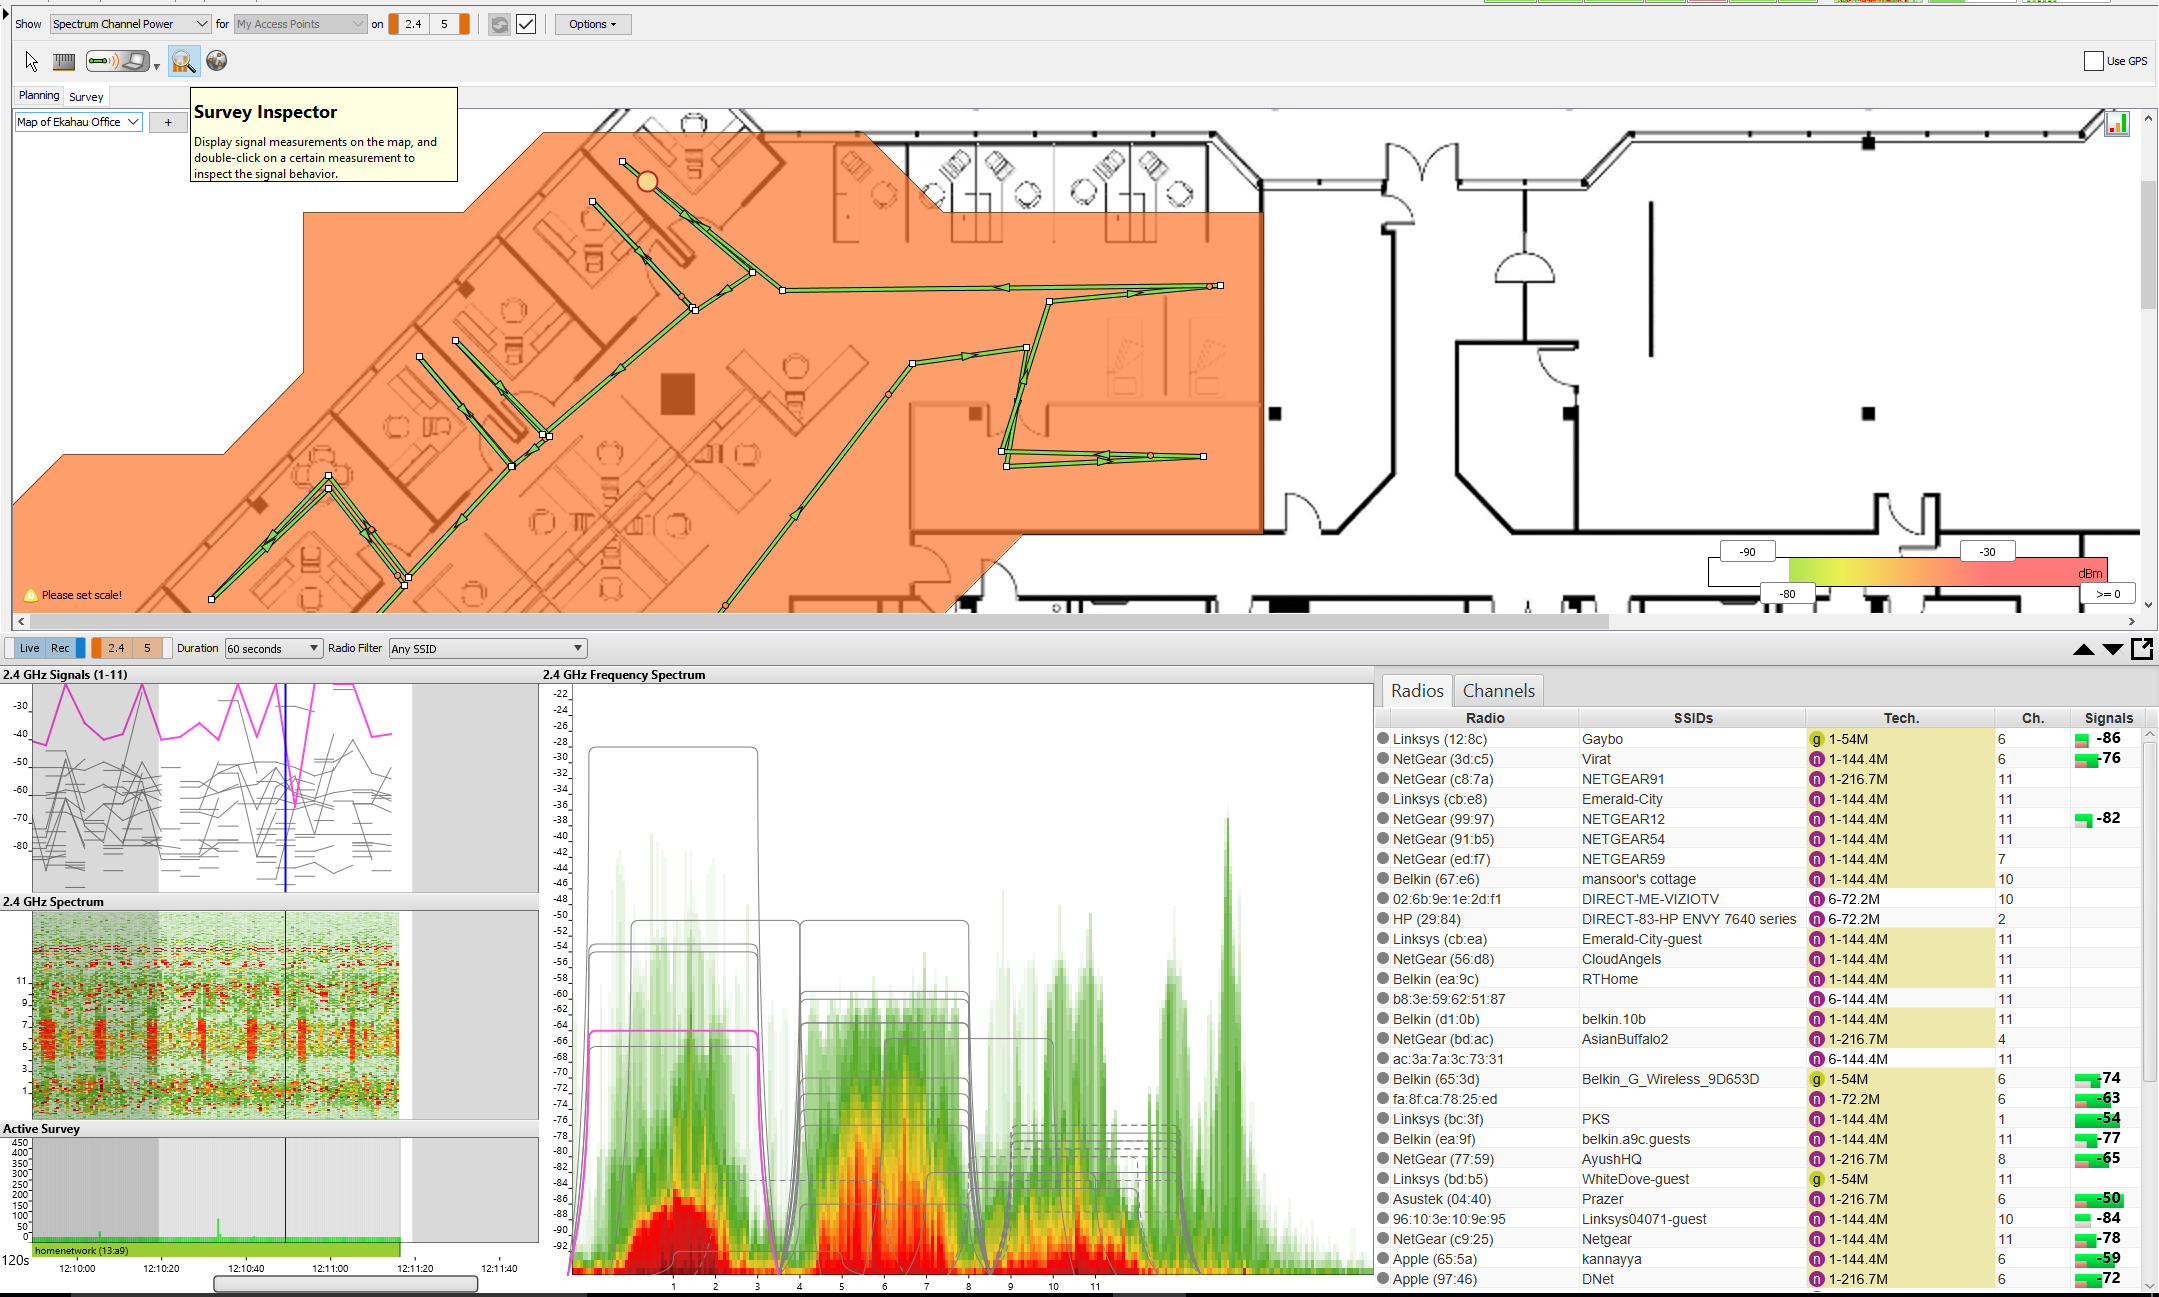 Show Spectrum Channel Power for My Access Points on 2.4 5 Options
Use GPS
Planning Survey
Map of Ekahau Office +
Survey Inspector
Display signal measurements on the map, and
double-click on a certain measurement to
inspect the signal behavior.
-90 -30
dBm
-80 >= 0
Please set scale!
Live Rec 2.4 5 Duration 60 seconds Radio Filter Any SSID
2.4 GHz Signals (1-11)
-30
-40
-50
-60
-70
-80
2.4 GHz Spectrum
11
9
7
5
3
1
Active Survey
450
400
350
300
250
200
150
100
50
0
homenetwork (13:a9)
120s 12:10:00 12:10:20 12:10:40 12:11:00 12:11:20 12:11:40
2.4 GHz Frequency Spectrum
-22
-24
-26
-28
-30
-32
-34
-36
-38
-40
-42
-44
-46
-48
-50
-52
-54
-56
-58
-60
-62
-64
-66
-68
-70
-72
-74
-76
-78
-80
-82
-84
-86
-88
-90
-92
1 2 3 4 5 6 7 8 9 10 11
Radios Channels
Radio SSIDs Tech. Ch. Signals
Linksys (12:8c) Gaybo g 1-54M 6 -86
NetGear (3d:c5) Virat n 1-144.4M 6 -76
NetGear (c8:7a) NETGEAR91 n 1-216.7M 11
Linksys (cb:e8) Emerald-City n 1-144.4M 11
NetGear (99:97) NETGEAR12 n 1-144.4M 11 -82
NetGear (91:b5) NETGEAR54 n 1-144.4M 11
NetGear (ed:f7) NETGEAR59 n 1-144.4M 7
Belkin (67:e6) mansoor's cottage n 1-144.4M 10
02:6b:9e:1e:2d:f1 DIRECT-ME-VIZIOTV n 6-72.2M 10
HP (29:84) DIRECT-83-HP ENVY 7640 series n 6-72.2M 2
Linksys (cb:ea) Emerald-City-guest n 1-144.4M 11
NetGear (56:d8) CloudAngels n 1-144.4M 11
Belkin (ea:9c) RTHome n 1-144.4M 11
b8:3e:59:62:51:87 n 6-144.4M 11
Belkin (d1:0b) belkin.10b n 1-144.4M 11
NetGear (bd:ac) AsianBuffalo2 n 1-216.7M 4
ac:3a:7a:3c:73:31 n 6-144.4M 11
Belkin (65:3d) Belkin_G_Wireless_9D653D g 1-54M 6 -74
fa:8f:ca:78:25:ed n 1-72.2M 6 -63
Linksys (bc:3f) PKS n 1-144.4M 1 -54
Belkin (ea:9f) belkin.a9c.guests n 1-144.4M 11 -77
NetGear (77:59) AyushHQ n 1-216.7M 8 -65
Linksys (bd:b5) WhiteDove-guest g 1-54M 11
Asustek (04:40) Prazer n 1-216.7M 6 -50
96:10:3e:10:9e:95 Linksys04071-guest n 1-144.4M 10 -84
NetGear (c9:25) Netgear n 1-144.4M 11 -78
Apple (65:5a) kannayya n 1-144.4M 6 -59
Apple (97:46) DNet n 1-216.7M 6 -72